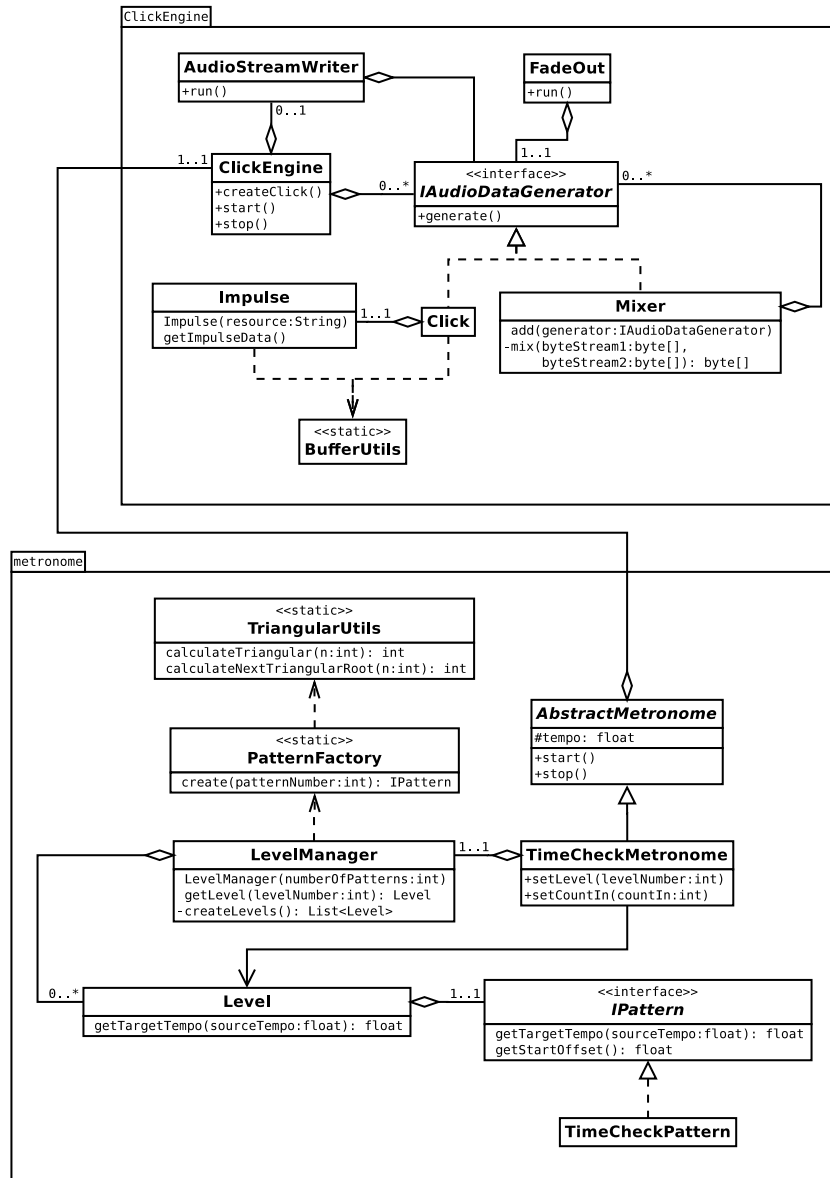 ClickEngine
AudioStreamWriter
+run()
FadeOut
+run()
0..1
1..1
1..1
ClickEngine
+createClick()
+start()
+stop()
0..*
<<interface>>
IAudioDataGenerator
+generate()
0..*
Impulse
Impulse(resource:String)
getImpulseData()
1..1
Click
Mixer
add(generator:IAudioDataGenerator)
-mix(byteStream1:byte[],
byteStream2:byte[]): byte[]
<<static>>
BufferUtils
metronome
<<static>>
TriangularUtils
calculateTriangular(n:int): int
calculateNextTriangularRoot(n:int): int
AbstractMetronome
#tempo: float
+start()
+stop()
<<static>>
PatternFactory
create(patternNumber:int): IPattern
LevelManager
LevelManager(numberOfPatterns:int)
getLevel(levelNumber:int): Level
-createLevels(): List<Level>
1..1
TimeCheckMetronome
+setLevel(levelNumber:int)
+setCountIn(countIn:int)
0..*
Level
getTargetTempo(sourceTempo:float): float
1..1
<<interface>>
IPattern
getTargetTempo(sourceTempo:float): float
getStartOffset(): float
TimeCheckPattern